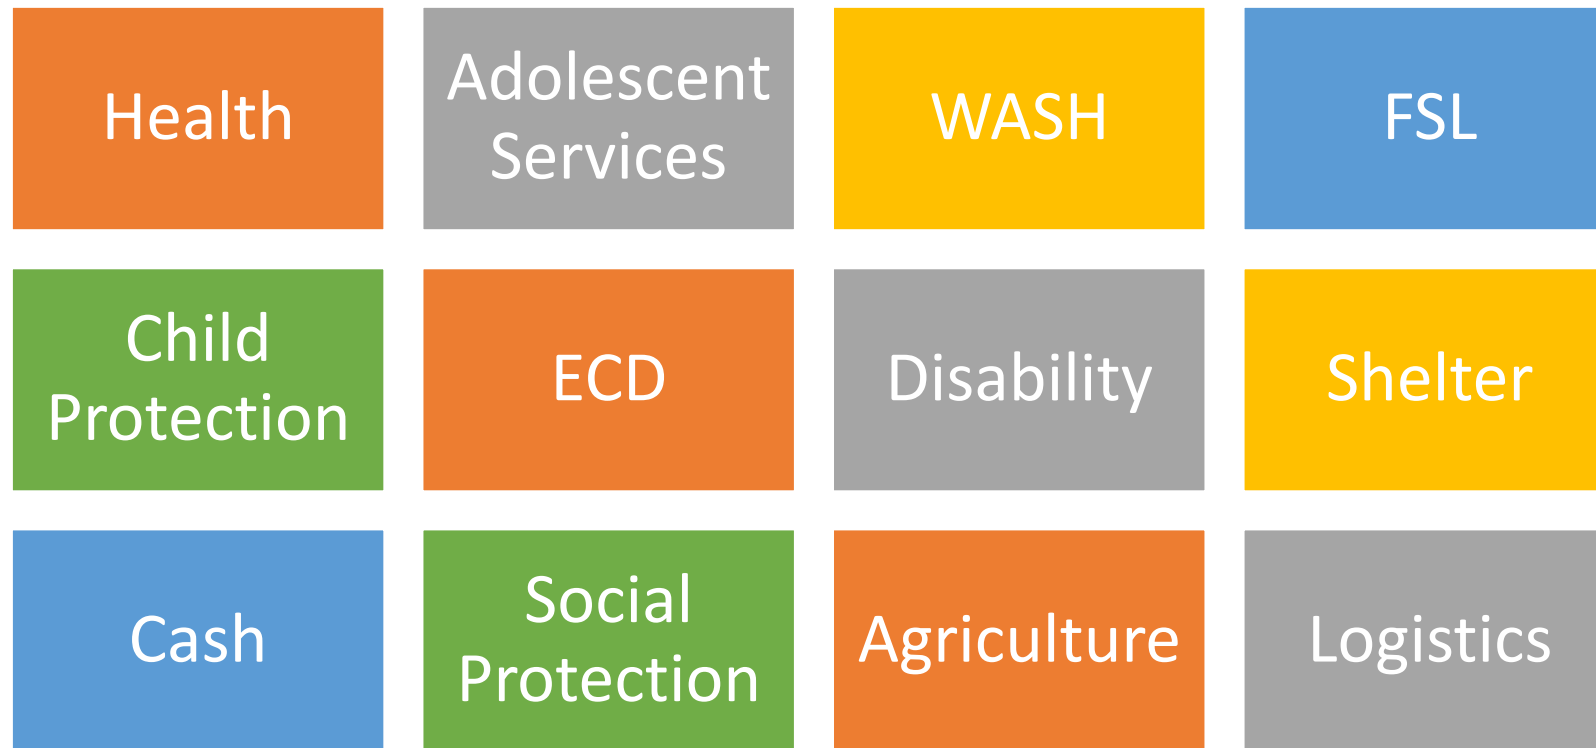 Health
Adolescent
Services
WASH
FSL
Child
Protection
ECD
Disability
Shelter
Cash
Social
Protection
Agriculture
Logistics